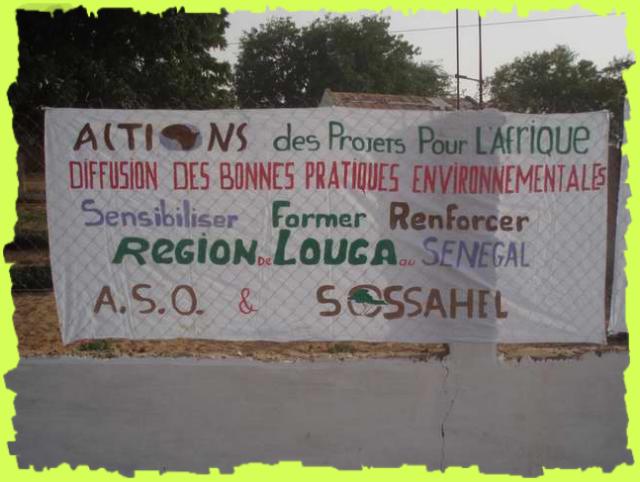 ACTIONS des Projets Pour L'AfriQUE
DIFFUSION DES BONNES PRATIQUES ENVIRONNEMENTALES
Sensibiliser Former Renforcer
REGION DE LOUGA au SENEGAL
A.S.O. & SOSSAHEL